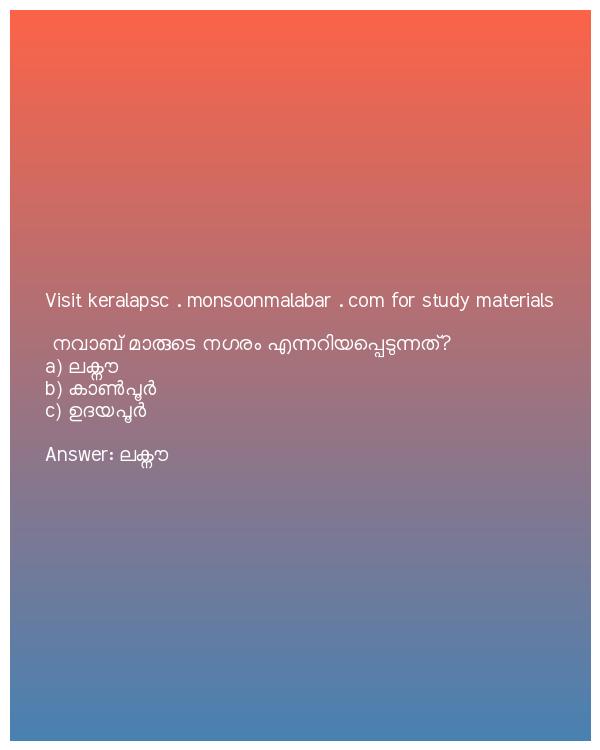 Visit keralapsc . monsoonmalabar . com for study materials
നവാബ് മാരുടെ നഗരം എന്നറിയപ്പെടുന്നത്?
a) ലക്നൗ
b) കാൺപൂർ
c) ഉദയപൂർ
Answer: ലക്നൗ